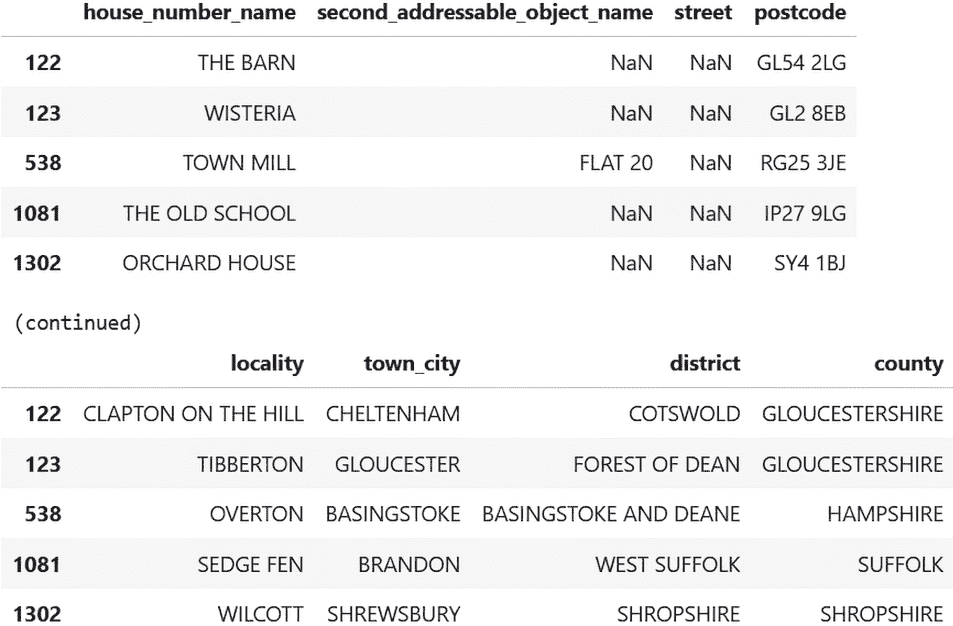 house_number_name second_addressable_object_name street postcode
122 THE BARN NaN NaN GL54 2LG
123 WISTERIA NaN NaN GL2 8EB
538 TOWN MILL FLAT 20 NaN RG25 3JE
1081 THE OLD SCHOOL NaN NaN IP27 9LG
1302 ORCHARD HOUSE NaN NaN SY4 1BJ
(continued)
locality town_city district county
122 CLAPTON ON THE HILL CHELTENHAM COTSWOLD GLOUCESTERSHIRE
123 TIBBERTON GLOUCESTER FOREST OF DEAN GLOUCESTERSHIRE
538 OVERTON BASINGSTOKE BASINGSTOKE AND DEANE HAMPSHIRE
1081 SEDGE FEN BRANDON WEST SUFFOLK SUFFOLK
1302 WILCOTT SHREWSBURY SHROPSHIRE SHROPSHIRE